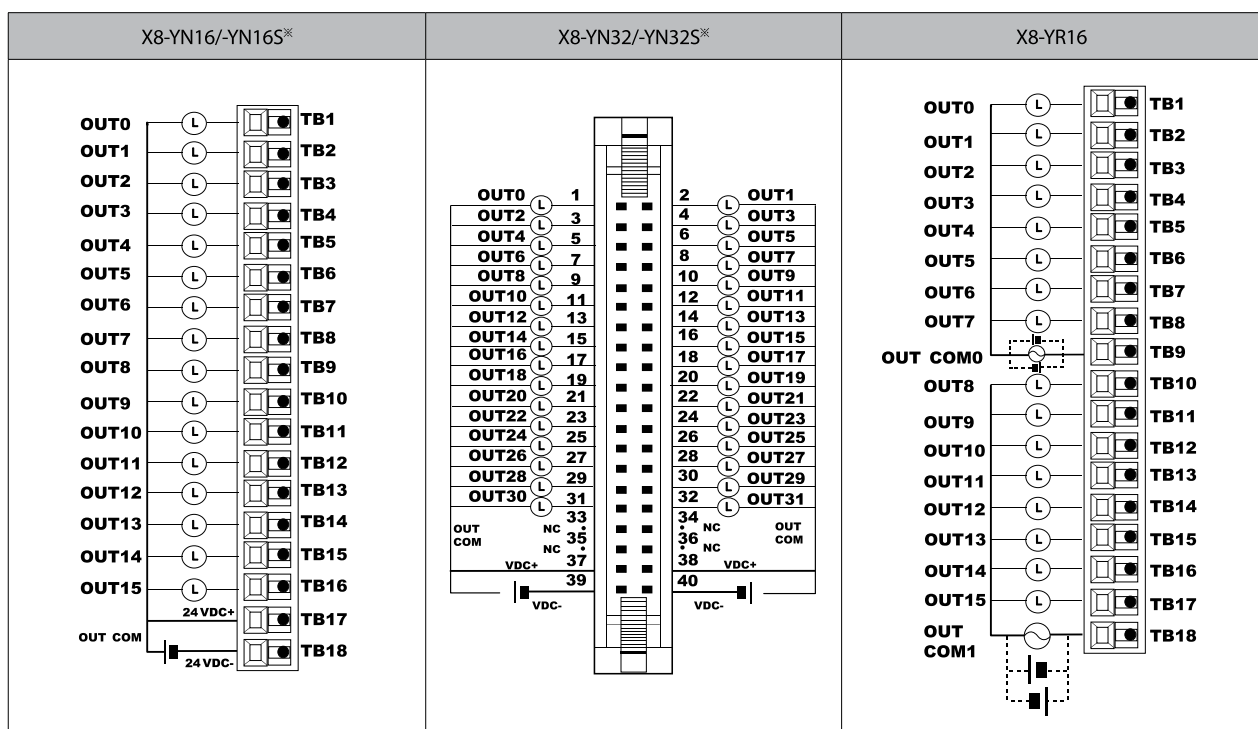 X8-YN16/-YN16S※
X8-YN32/-YN32S※
X8-YR16
OUT0 L TB1
OUT1 L TB2
OUT2 L TB3
OUT3 L TB4
OUT4 L TB5
OUT5 L TB6
OUT6 L TB7
OUT7 L TB8
OUT8 L TB9
OUT9 L TB10
OUT10 L TB11
OUT11 L TB12
OUT12 L TB13
OUT13 L TB14
OUT14 L TB15
OUT15 L TB16
24 VDC+ TB17
OUT COM
24 VDC- TB18
OUT0 L 1 2 L OUT1
OUT2 L 3 4 L OUT3
OUT4 L 5 6 L OUT5
OUT6 L 7 8 L OUT7
OUT8 L 9 10 L OUT9
OUT10 L 11 12 L OUT11
OUT12 L 13 14 L OUT13
OUT14 L 15 16 L OUT15
OUT16 L 17 18 L OUT17
OUT18 L 19 20 L OUT19
OUT20 L 21 22 L OUT21
OUT22 L 23 24 L OUT23
OUT24 L 25 26 L OUT25
OUT26 L 27 28 L OUT27
OUT28 L 29 30 L OUT29
OUT30 L 31 32 L OUT31
33 34
OUT NC NC OUT
COM 35 36 COM
NC NC
VDC+ 37 38 VDC+
39 40
VDC- VDC-
OUT0 L TB1
OUT1 L TB2
OUT2 L TB3
OUT3 L TB4
OUT4 L TB5
OUT5 L TB6
OUT6 L TB7
OUT7 L TB8
OUT COM0 TB9
OUT8 L TB10
OUT9 L TB11
OUT10 L TB12
OUT11 L TB13
OUT12 L TB14
OUT13 L TB15
OUT14 L TB16
OUT15 L TB17
OUT TB18
COM1